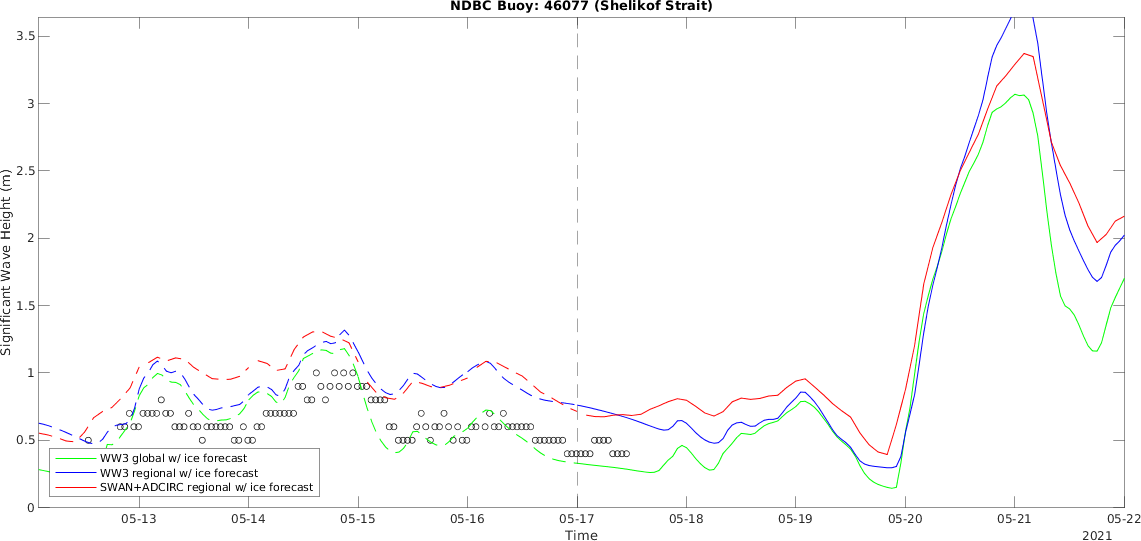 NDBC Buoy: 46077 (Shelikof Strait)
Significant Wave Height (m)
3.5
3
2.5
2
1.5
1
0.5
0
WW3 global w/ ice forecast
WW3 regional w/ ice forecast
SWAN+ADCIRC regional w/ ice forecast
05-13 05-14 05-15 05-16 05-17 05-18 05-19 05-20 05-21 05-22
Time
2021